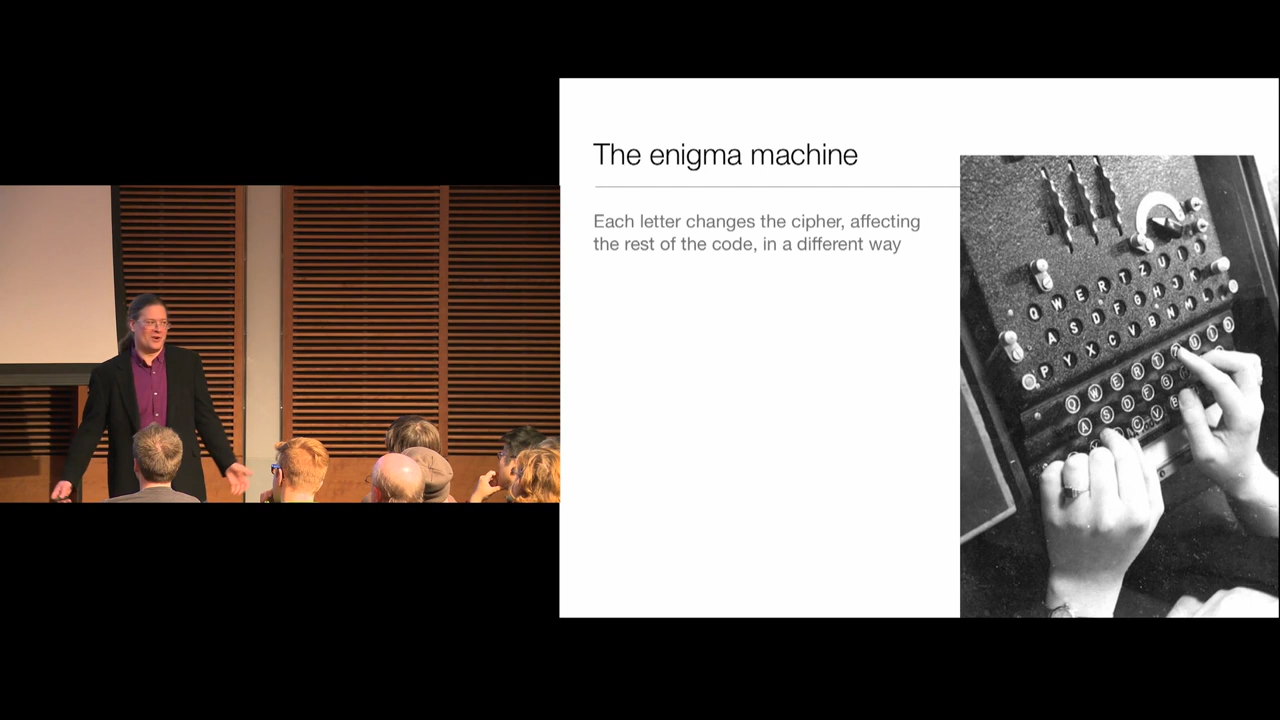 The enigma machine
Each letter changes the cipher, affecting
the rest of the code, in a different way
Q W E R T Z U I O
A S D F G H J K
P Y X C V B N M L
Q W E R T U I O
A S D F G
C V B